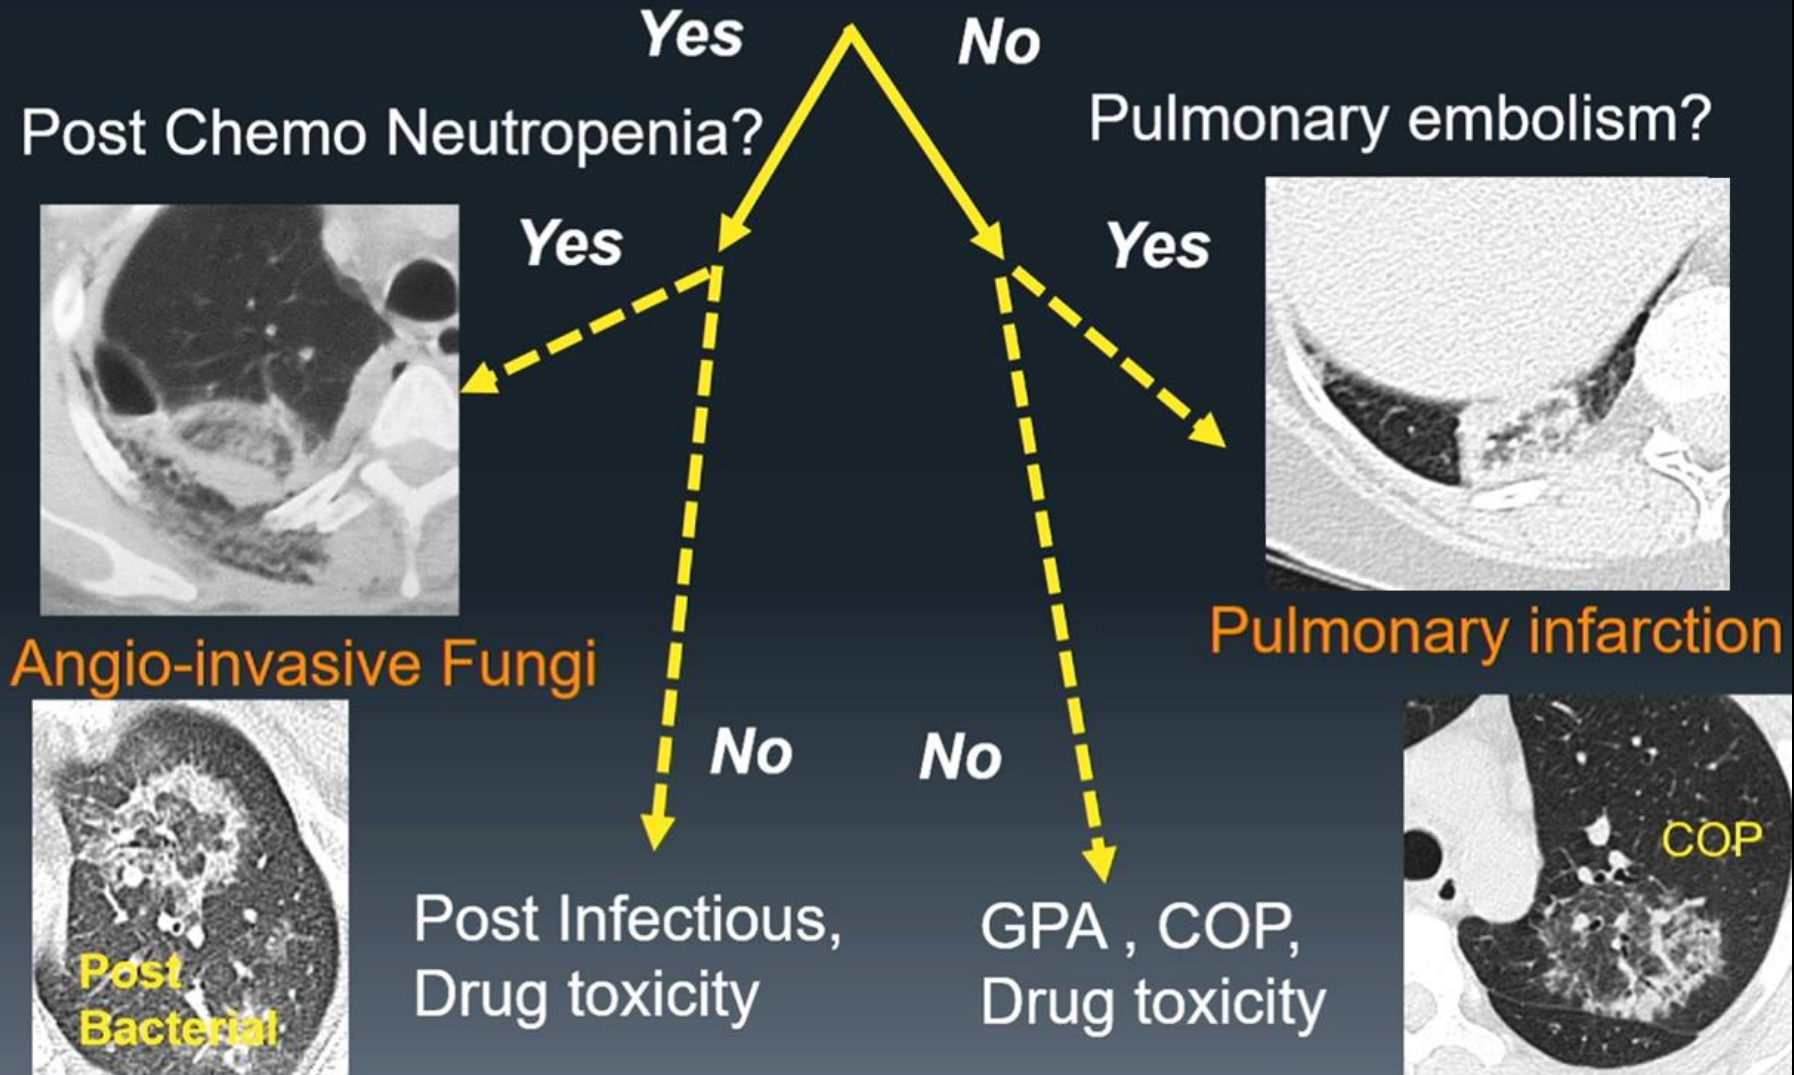 Yes
No
Post Chemo Neutropenia?
Pulmonary embolism?
Yes
Yes
Angio-invasive Fungi
Pulmonary infarction
No
No
COP
Post Infectious,
Drug toxicity
GPA , COP,
Drug toxicity
Post
Bacterial